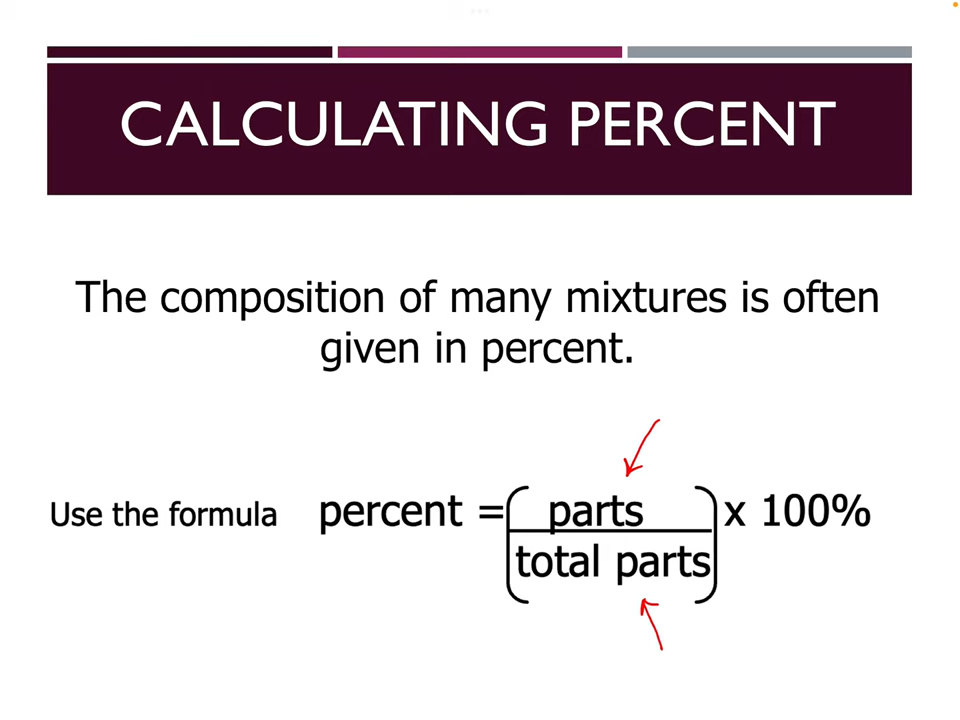 CALCULATING PERCENT
The composition of many mixtures is often
given in percent.
Use the formula percent = ( parts ) x 100%
total parts